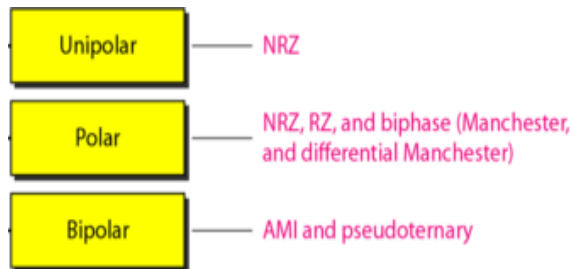 Unipolar NRZ
Polar NRZ, RZ, and biphase (Manchester,
and differential Manchester)
Bipolar AMI and pseudoternary